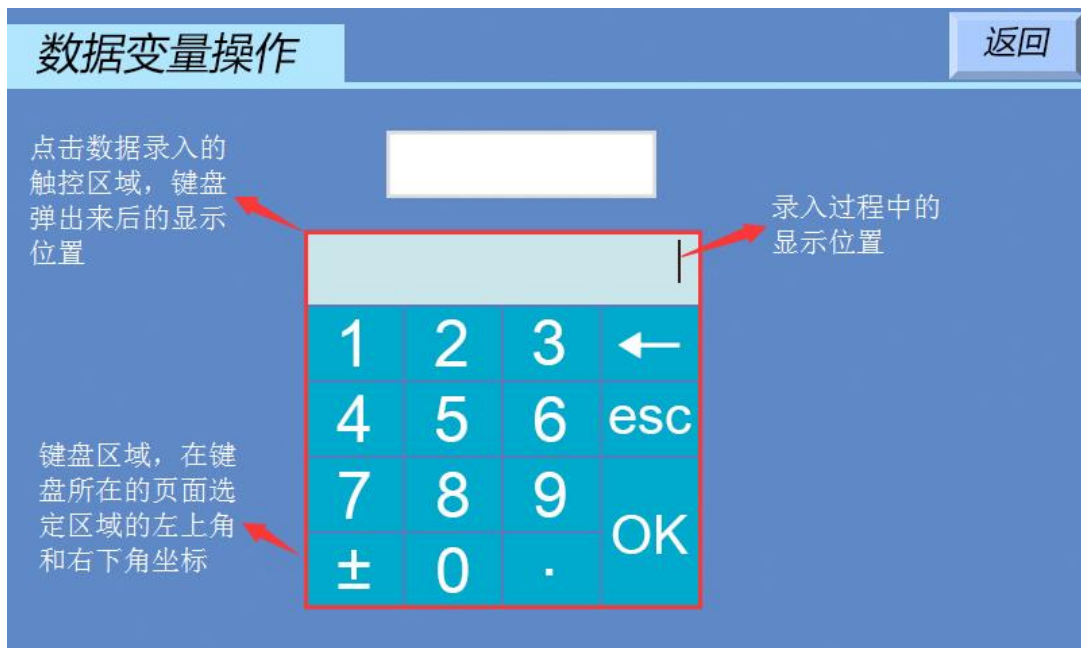 数据变量操作
返回
点击数据录入的
触控区域，键盘
弹出来后的显示
位置
录入过程中的
显示位置
1 2 3 ←
4 5 6 esc
7 8 9
OK
± 0 .
键盘区域，在键
盘所在的页面选
定区域的左上角
和右下角坐标